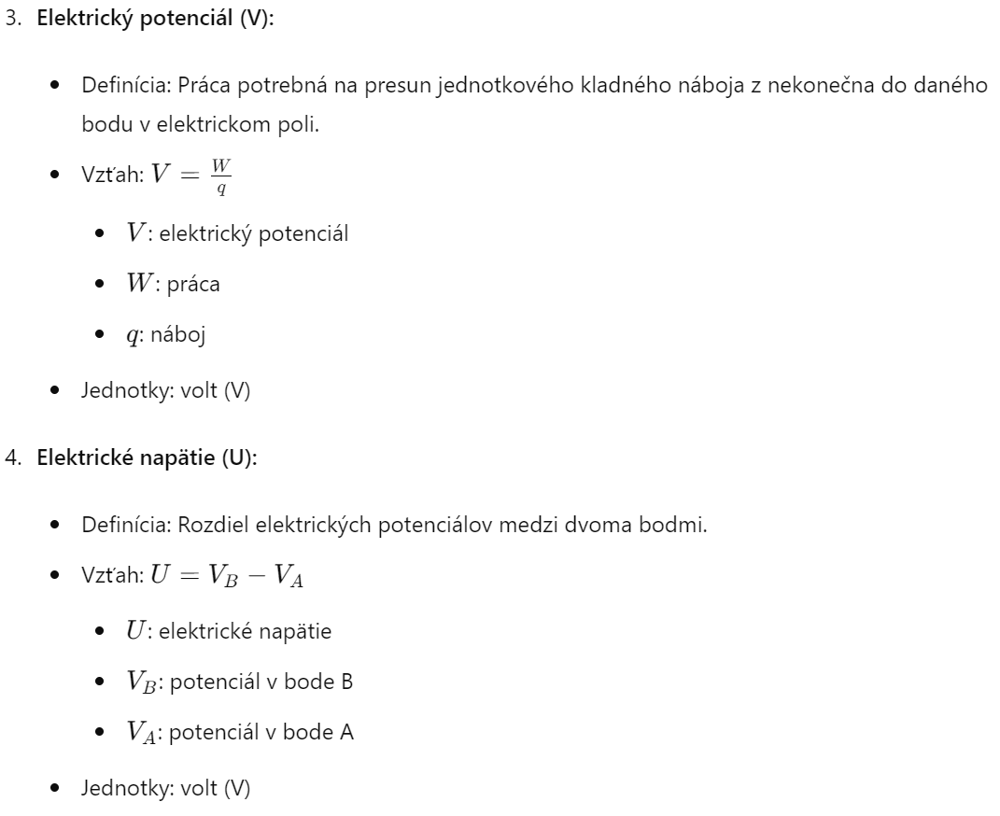 3. Elektrický potenciál (V):
• Definícia: Práca potrebná na presun jednotkového kladného náboja z nekonečna do daného
bodu v elektrickom poli.
• Vzťah: V = W/q
• V: elektrický potenciál
• W: práca
• q: náboj
• Jednotky: volt (V)
4. Elektrické napätie (U):
• Definícia: Rozdiel elektrických potenciálov medzi dvoma bodmi.
• Vzťah: U = V_B − V_A
• U: elektrické napätie
• V_B: potenciál v bode B
• V_A: potenciál v bode A
• Jednotky: volt (V)